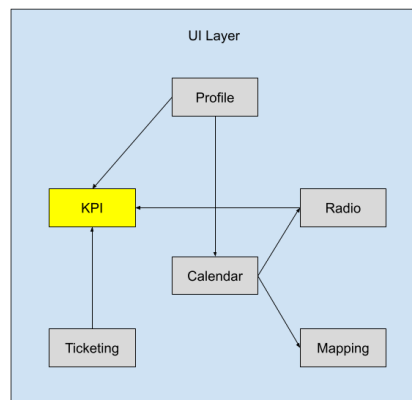 UI Layer
Profile
KPI
Radio
Calendar
Ticketing
Mapping